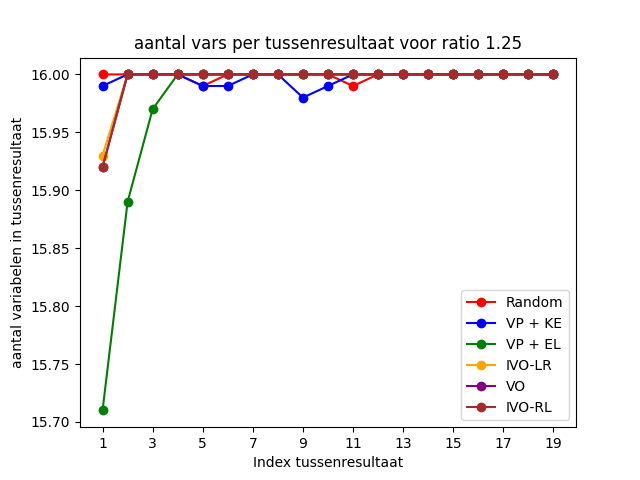 aantal vars per tussenresultaat voor ratio 1.25
aantal variabelen in tussenresultaat
16.00
15.95
15.90
15.85
15.80
15.75
15.70
1 3 5 7 9 11 13 15 17 19
Index tussenresultaat
Random
VP + KE
VP + EL
IVO-LR
VO
IVO-RL